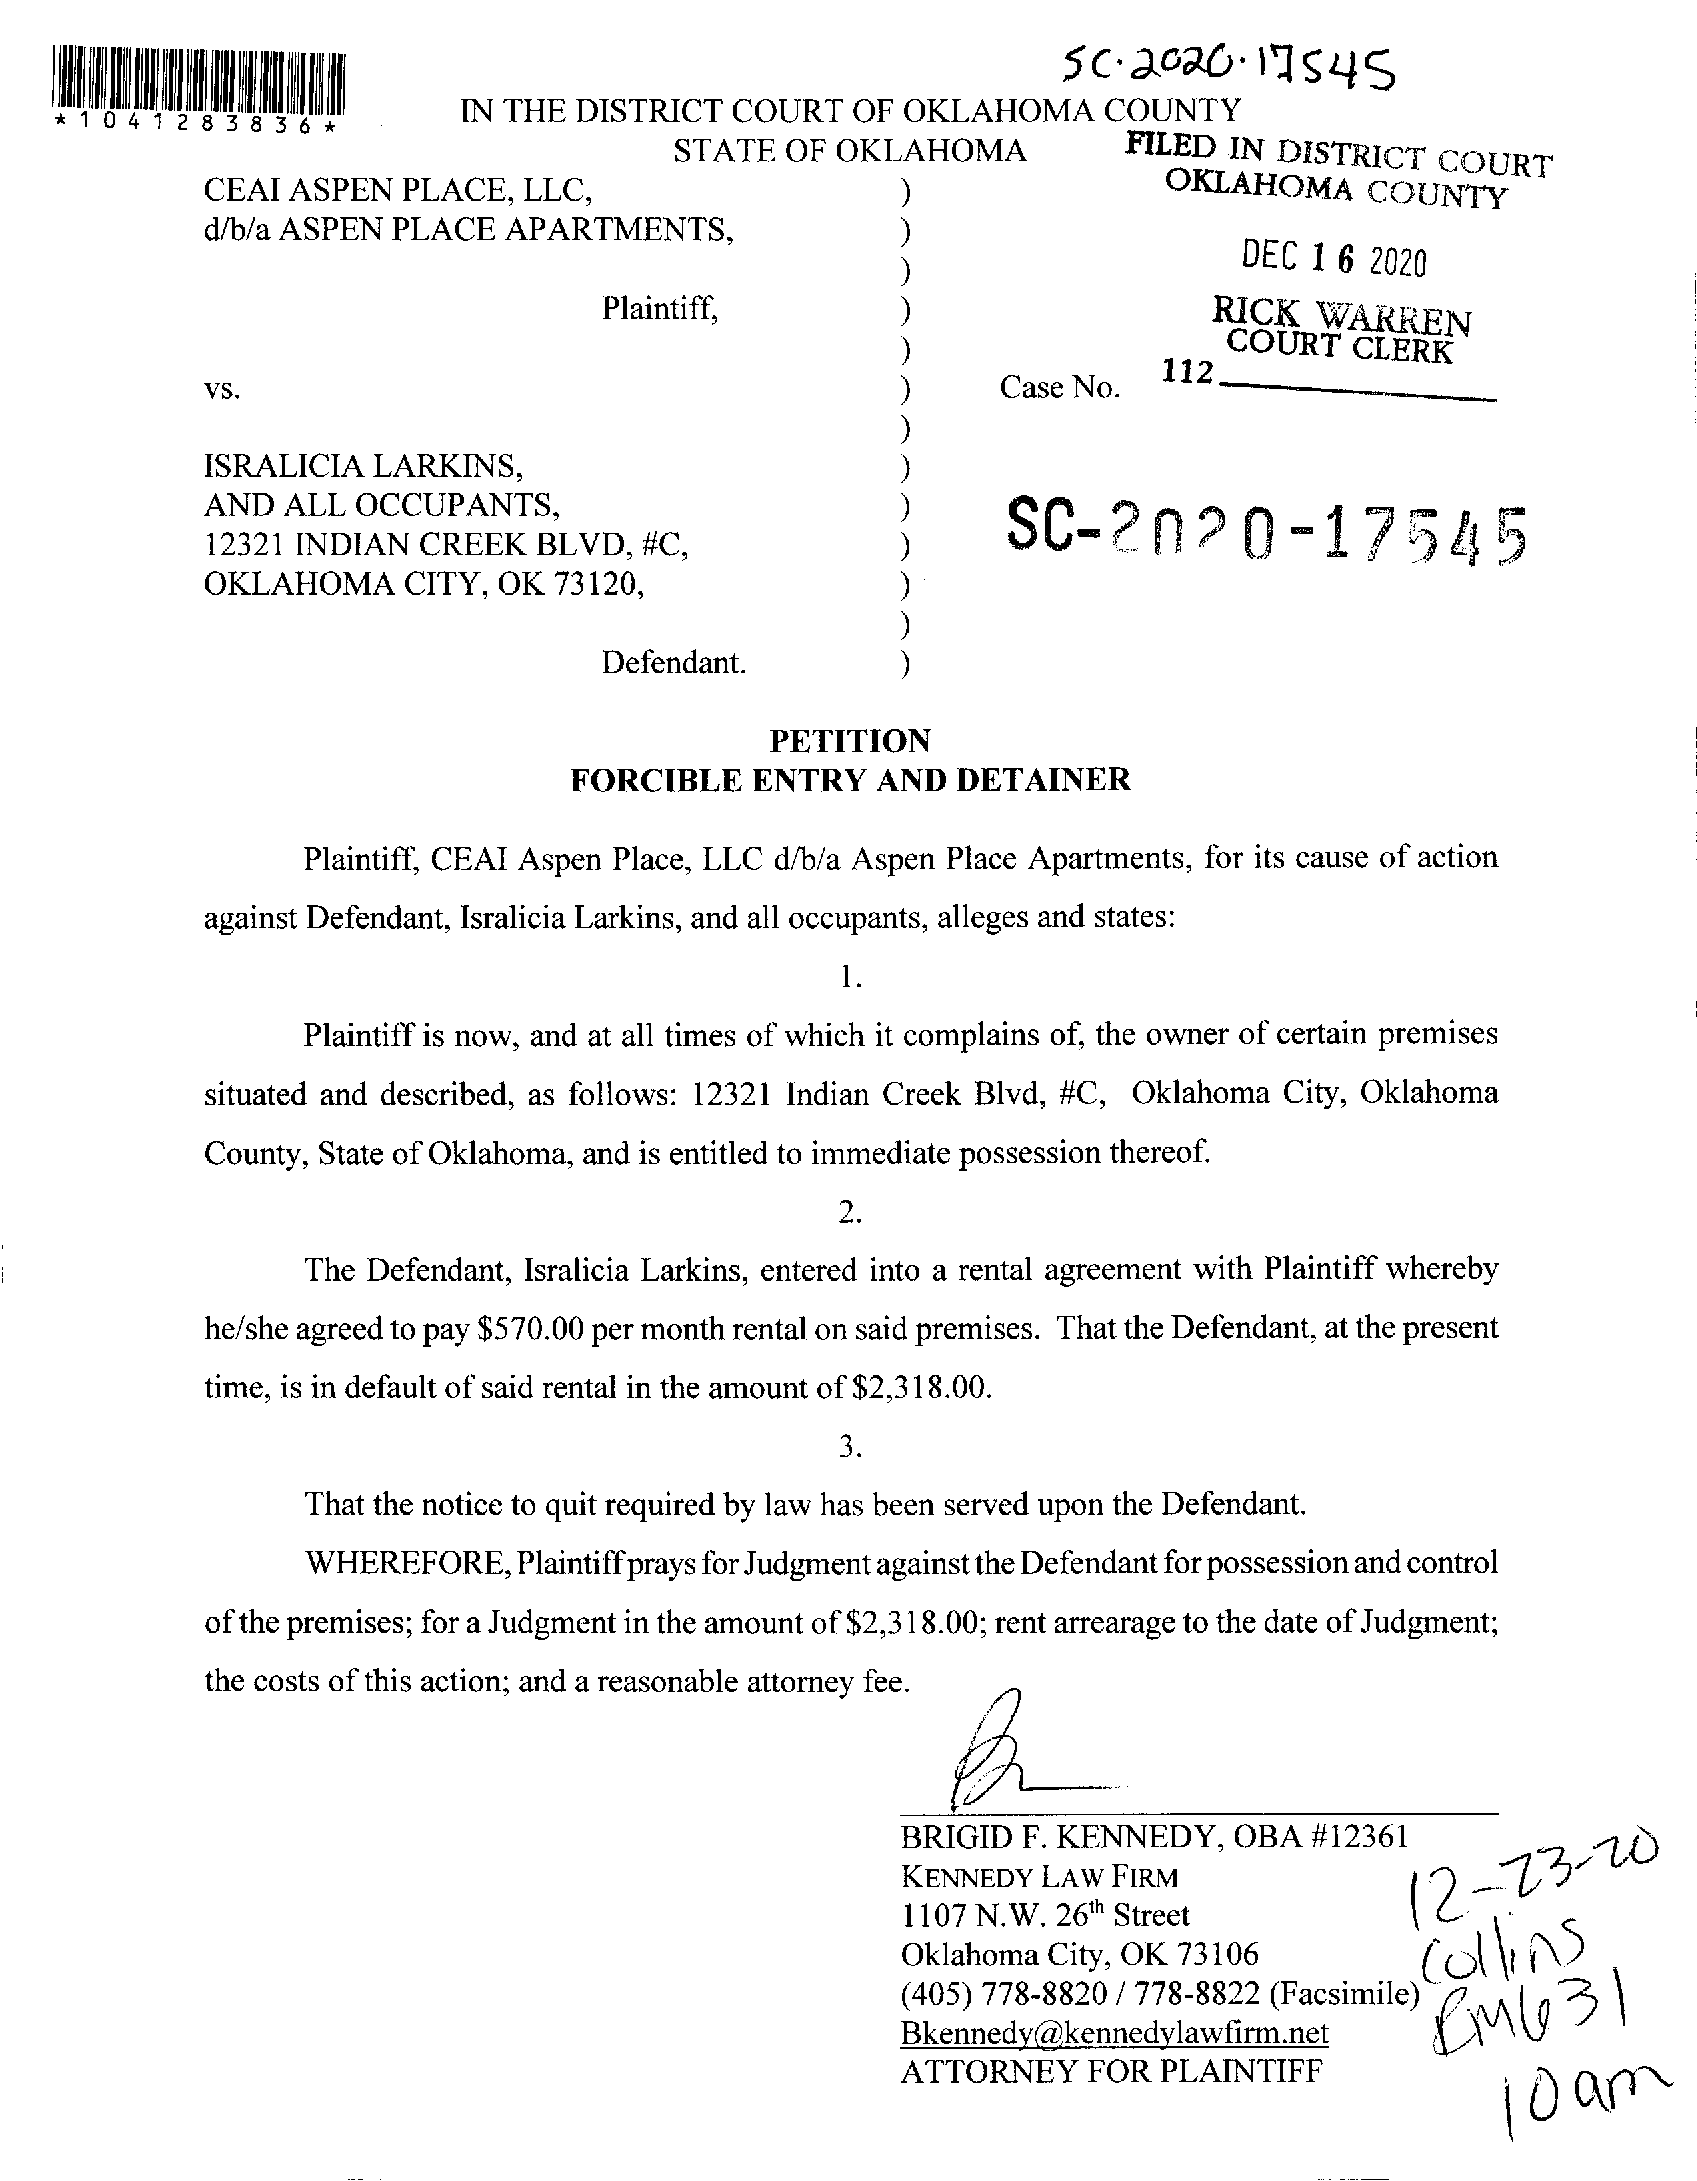 SC-2020-17545
*1041283836*
IN THE DISTRICT COURT OF OKLAHOMA COUNTY
STATE OF OKLAHOMA
FILED IN DISTRICT COURT
OKLAHOMA COUNTY
DEC 16 2020
RICK WARREN
COURT CLERK
112
CEAI ASPEN PLACE, LLC, )
d/b/a ASPEN PLACE APARTMENTS, )
)
Plaintiff, )
)
vs. ) Case No.
)
ISRALICIA LARKINS, )
AND ALL OCCUPANTS, )
12321 INDIAN CREEK BLVD, #C, )
OKLAHOMA CITY, OK 73120, )
)
Defendant. )
SC-2020-17545
PETITION
FORCIBLE ENTRY AND DETAINER
Plaintiff, CEAI Aspen Place, LLC d/b/a Aspen Place Apartments, for its cause of action
against Defendant, Isralicia Larkins, and all occupants, alleges and states:
1.
Plaintiff is now, and at all times of which it complains of, the owner of certain premises
situated and described, as follows: 12321 Indian Creek Blvd, #C, Oklahoma City, Oklahoma
County, State of Oklahoma, and is entitled to immediate possession thereof.
2.
The Defendant, Isralicia Larkins, entered into a rental agreement with Plaintiff whereby
he/she agreed to pay $570.00 per month rental on said premises. That the Defendant, at the present
time, is in default of said rental in the amount of $2,318.00.
3.
That the notice to quit required by law has been served upon the Defendant.
WHEREFORE, Plaintiff prays for Judgment against the Defendant for possession and control
of the premises; for a Judgment in the amount of $2,318.00; rent arrearage to the date of Judgment;
the costs of this action; and a reasonable attorney fee.
BRIGID F. KENNEDY, OBA #12361
KENNEDY LAW FIRM
1107 N.W. 26th Street
Oklahoma City, OK 73106
(405) 778-8820 / 778-8822 (Facsimile)
Bkennedy@kennedylawfirm.net
ATTORNEY FOR PLAINTIFF
12-23-20
Collins
RM631
10am